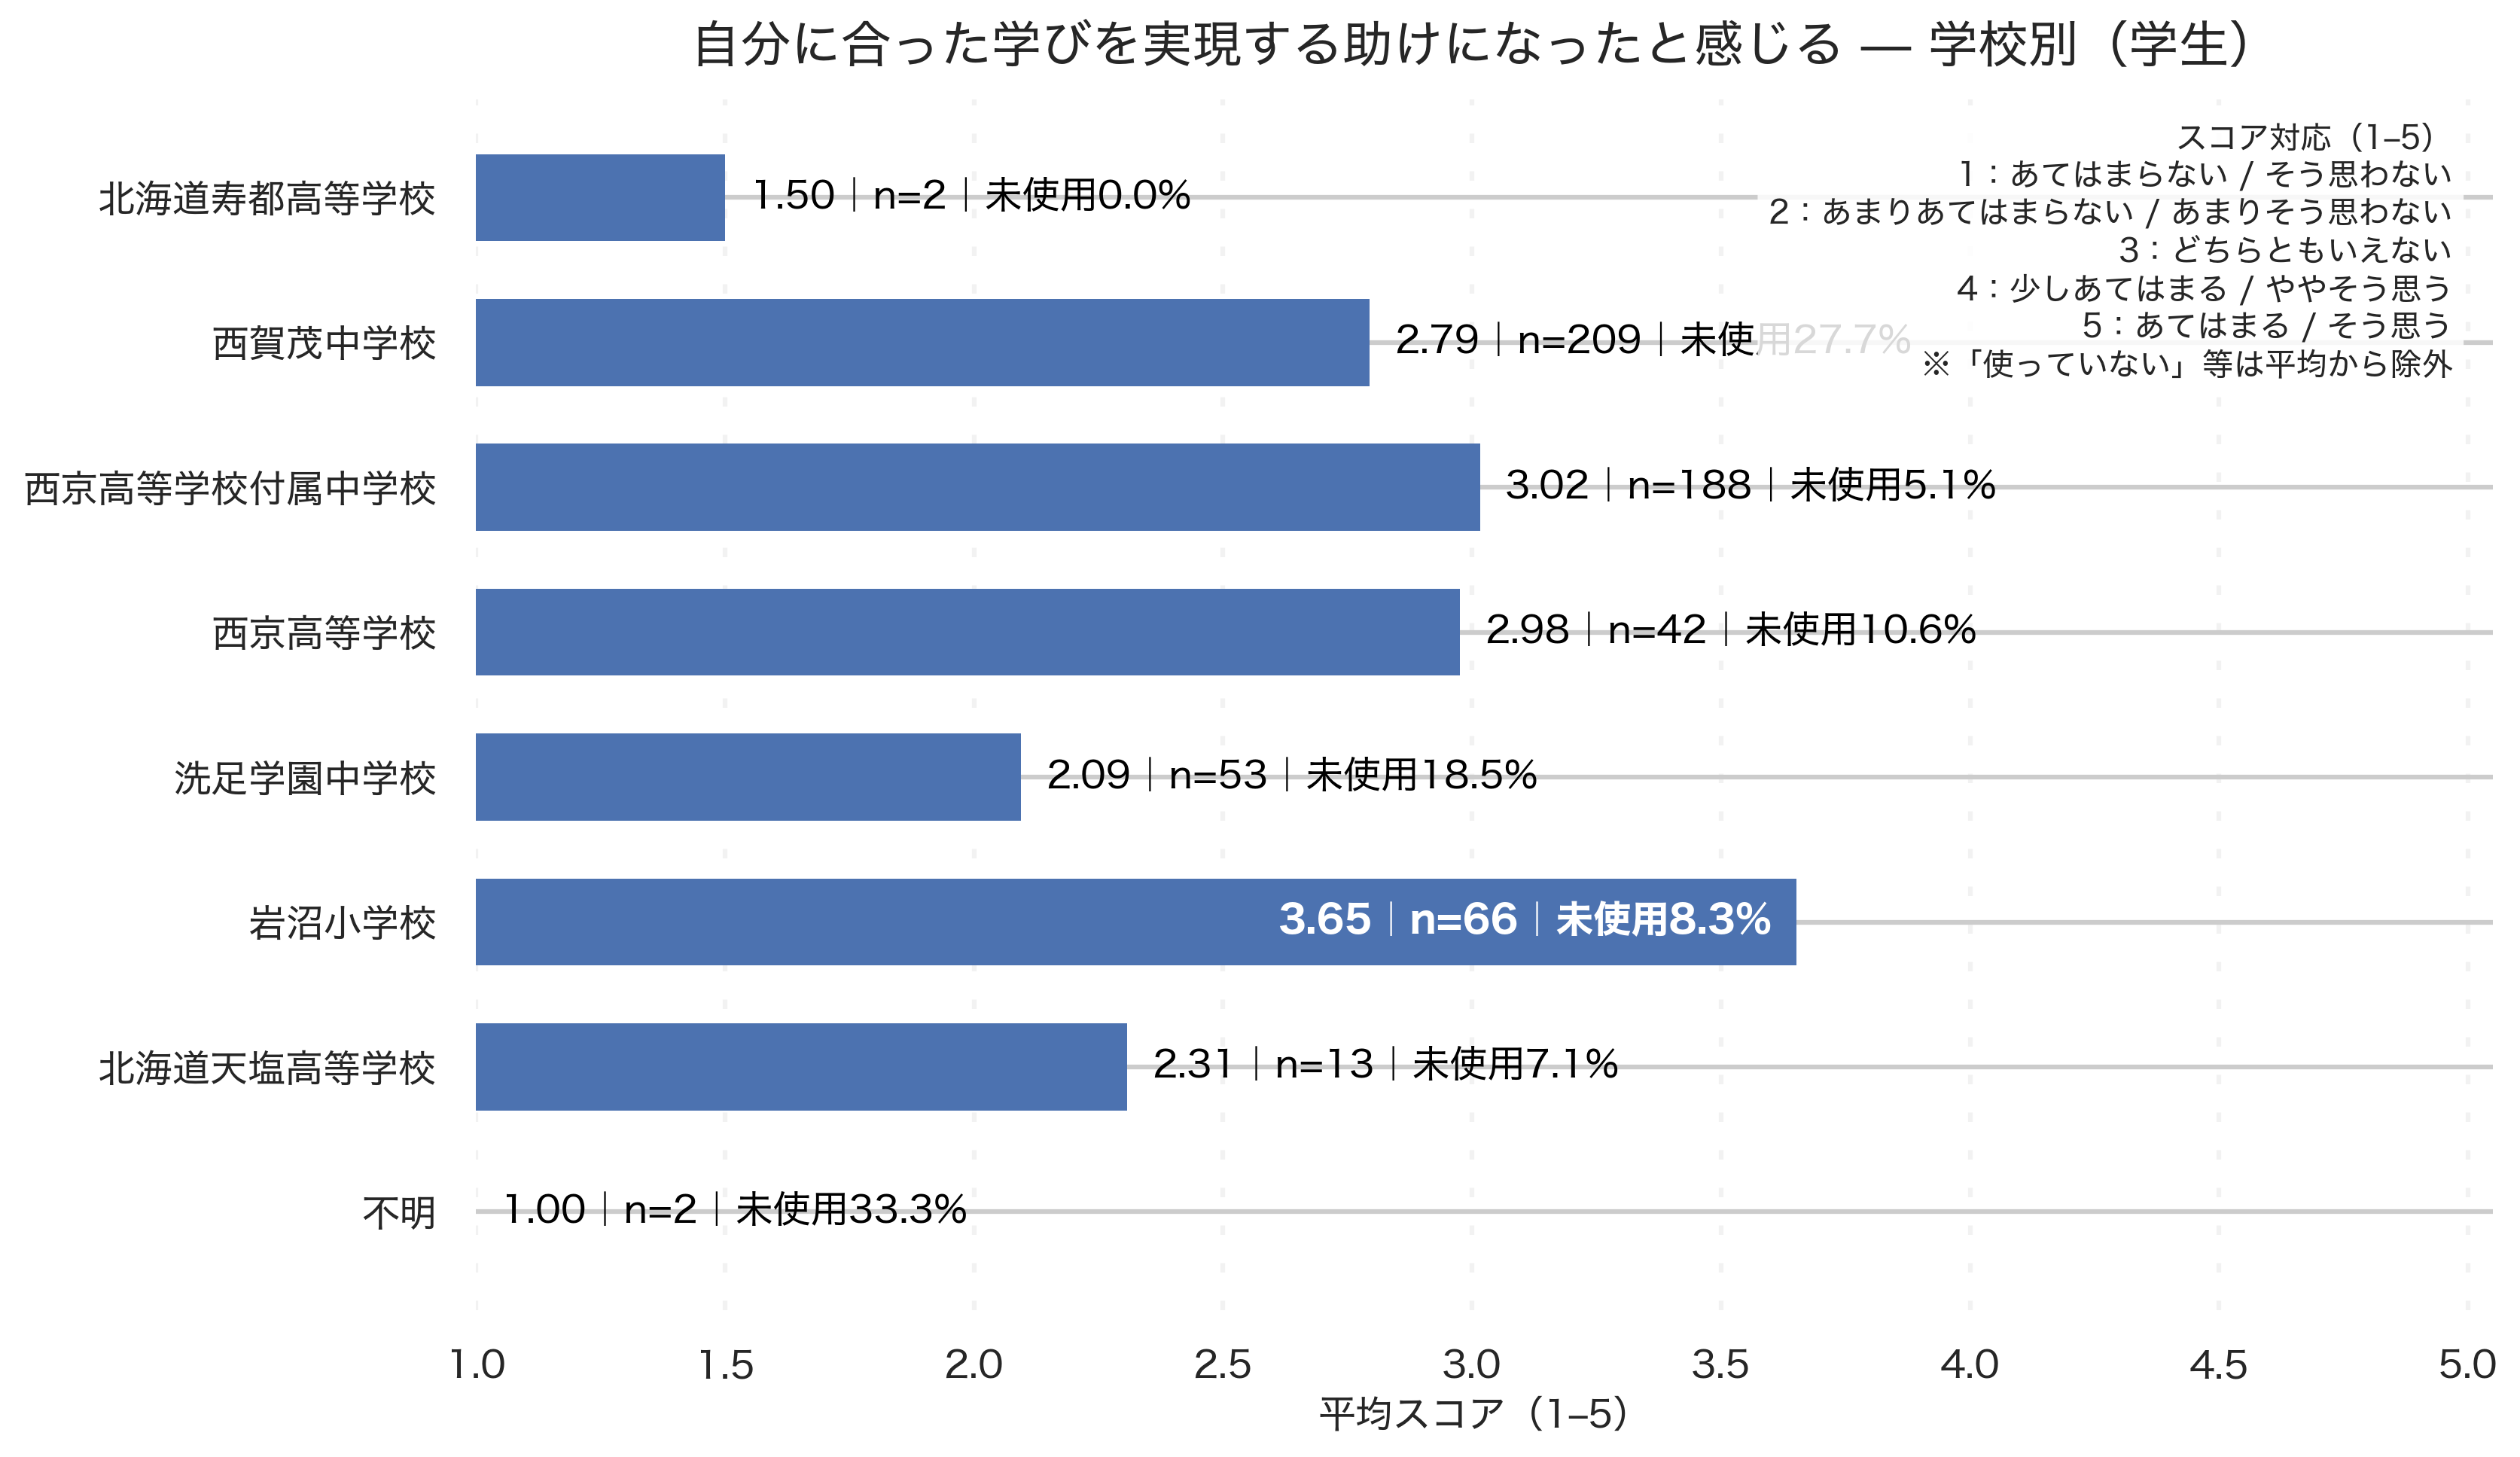 自分に合った学びを実現する助けになったと感じる — 学校別（学生）
スコア対応（1–5）
1：あてはまらない / そう思わない
2：あまりあてはまらない / あまりそう思わない
3：どちらともいえない
4：少しあてはまる / ややそう思う
5：あてはまる / そう思う
※「使っていない」等は平均から除外
北海道寿都高等学校 1.50｜n=2｜未使用0.0%
西賀茂中学校 2.79｜n=209｜未使用27.7%
西京高等学校付属中学校 3.02｜n=188｜未使用5.1%
西京高等学校 2.98｜n=42｜未使用10.6%
洗足学園中学校 2.09｜n=53｜未使用18.5%
岩沼小学校 3.65｜n=66｜未使用8.3%
北海道天塩高等学校 2.31｜n=13｜未使用7.1%
不明 1.00｜n=2｜未使用33.3%
1.0 1.5 2.0 2.5 3.0 3.5 4.0 4.5 5.0
平均スコア（1–5）